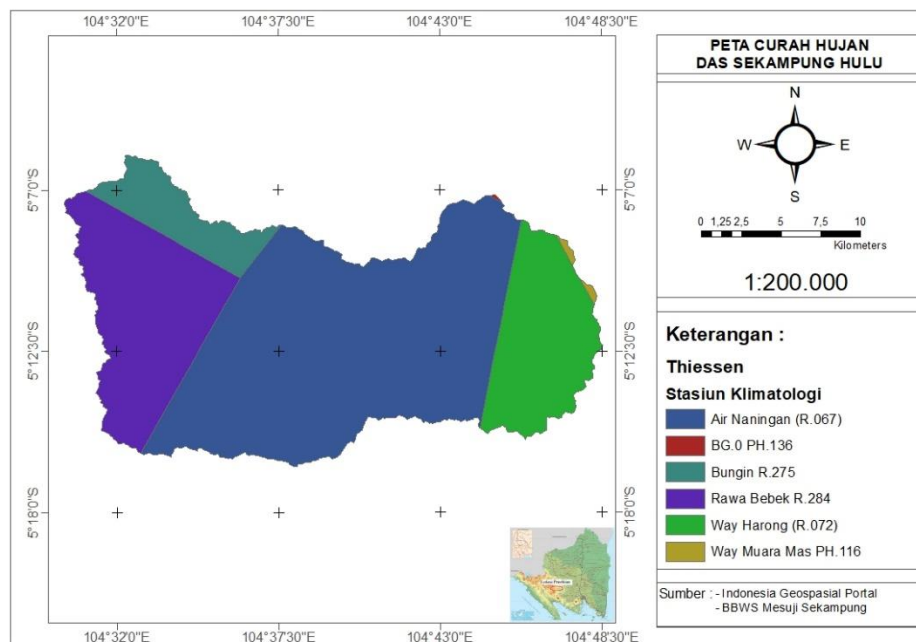 104°32'0"E 104°37'30"E 104°43'0"E 104°48'30"E
5°7'0"S 5°7'0"S
5°12'30"S 5°12'30"S
5°18'0"S 5°18'0"S
104°32'0"E 104°37'30"E 104°43'0"E 104°48'30"E
PETA CURAH HUJAN
DAS SEKAMPUNG HULU
N
W E
S
0 1,25 2,5 5 7,5 10
Kilometers
1:200.000
Keterangan :
Thiessen
Stasiun Klimatologi
Air Naningan (R.067)
BG.0 PH.136
Bungin R.275
Rawa Bebek R.284
Way Harong (R.072)
Way Muara Mas PH.116
Sumber : - Indonesia Geospasial Portal
- BBWS Mesuji Sekampung